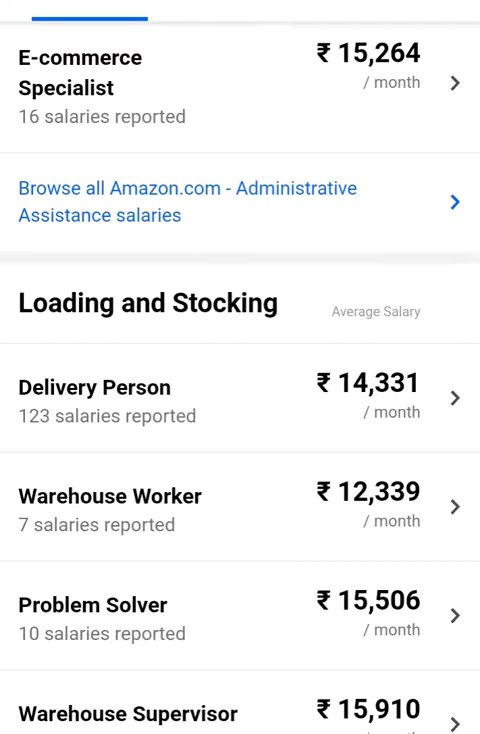 E-commerce
Specialist
₹ 15,264
/ month
16 salaries reported
Browse all Amazon.com - Administrative
Assistance salaries
Loading and Stocking
Average Salary
Delivery Person
₹ 14,331
/ month
123 salaries reported
Warehouse Worker
₹ 12,339
/ month
7 salaries reported
Problem Solver
₹ 15,506
/ month
10 salaries reported
Warehouse Supervisor
₹ 15,910